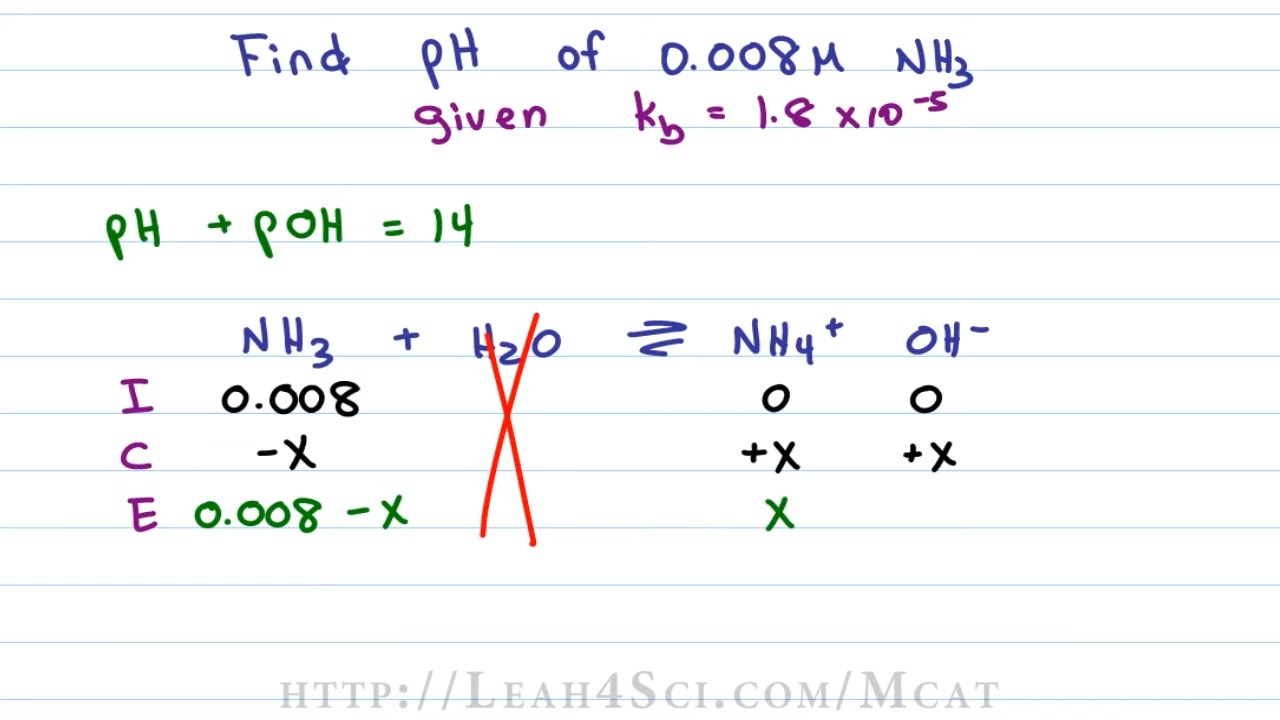 Find pH of 0.008M NH₃
given kb = 1.8 x10⁻⁵
pH + pOH = 14
NH₃ + H₂O ⇌ NH₄⁺ OH⁻
I 0.008 0 0
C -X +X +X
E 0.008 -X X
HTTP://LEAH4SCI.COM/MCAT